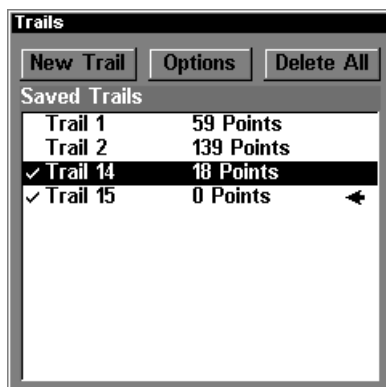 Trails
New Trail Options Delete All
Saved Trails
Trail 1 59 Points
Trail 2 139 Points
✓ Trail 14 18 Points
✓ Trail 15 0 Points